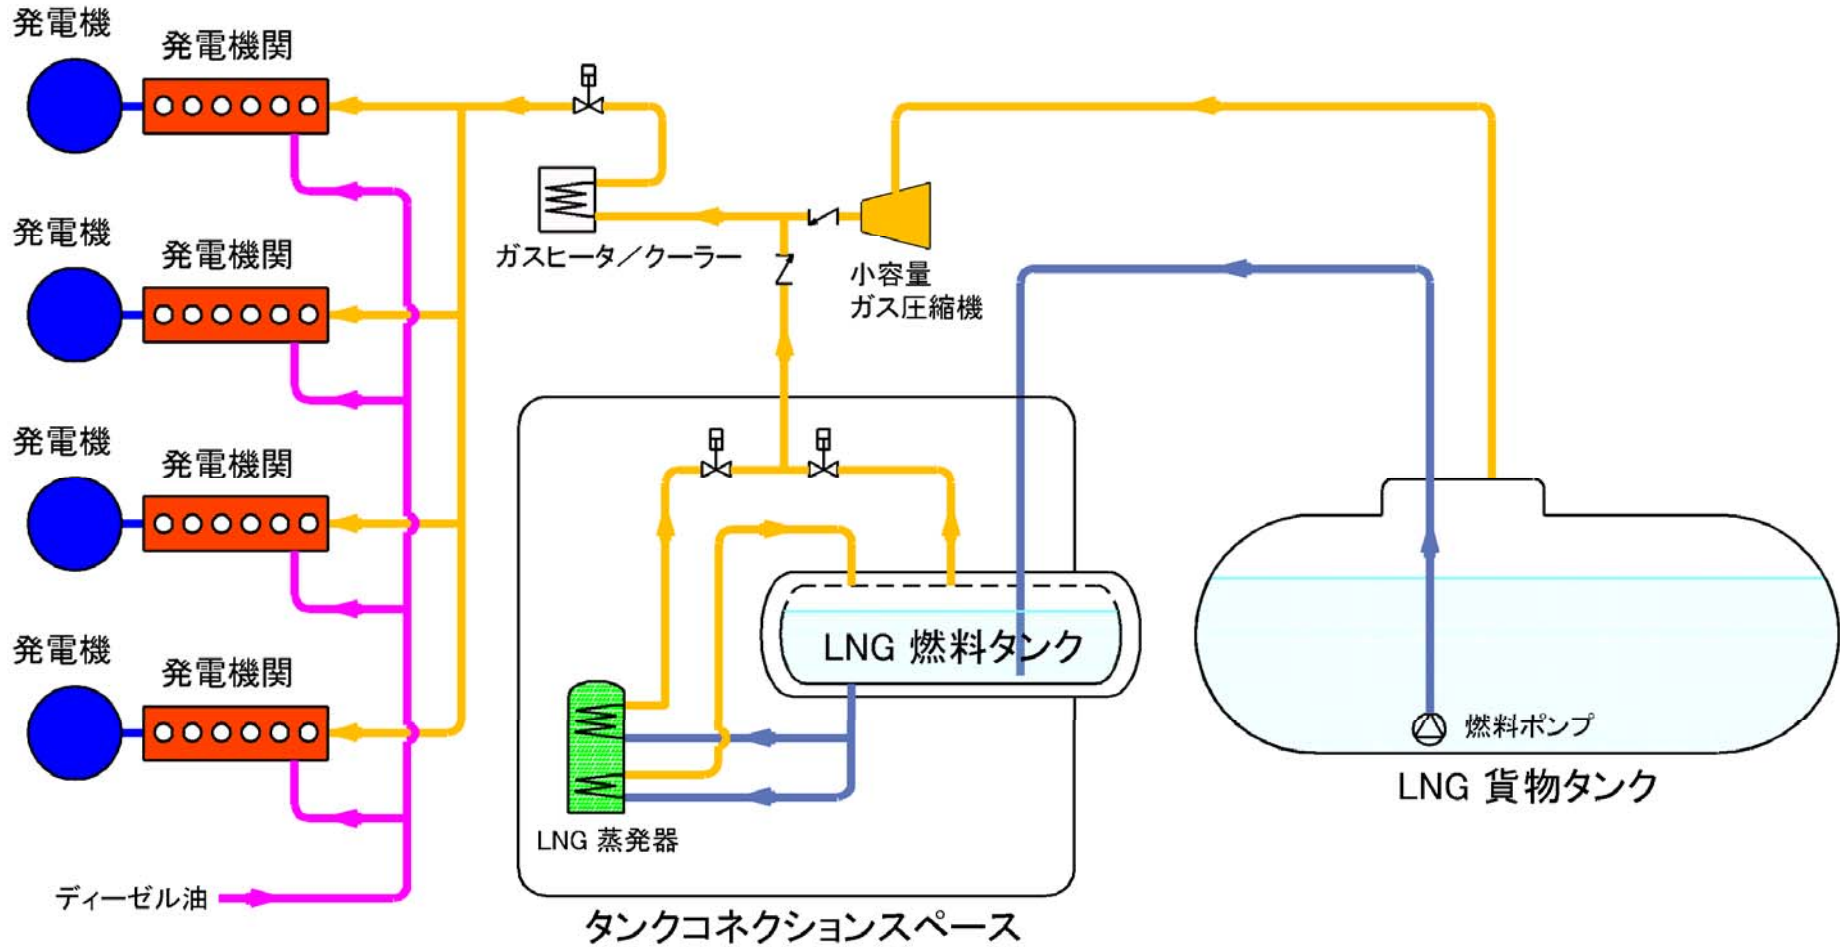 発電機
発電機関
発電機
発電機関
発電機
発電機関
発電機
発電機関
ディーゼル油
ガスヒータ／クーラー
小容量
ガス圧縮機
LNG 燃料タンク
LNG 蒸発器
タンクコネクションスペース
燃料ポンプ
LNG 貨物タンク